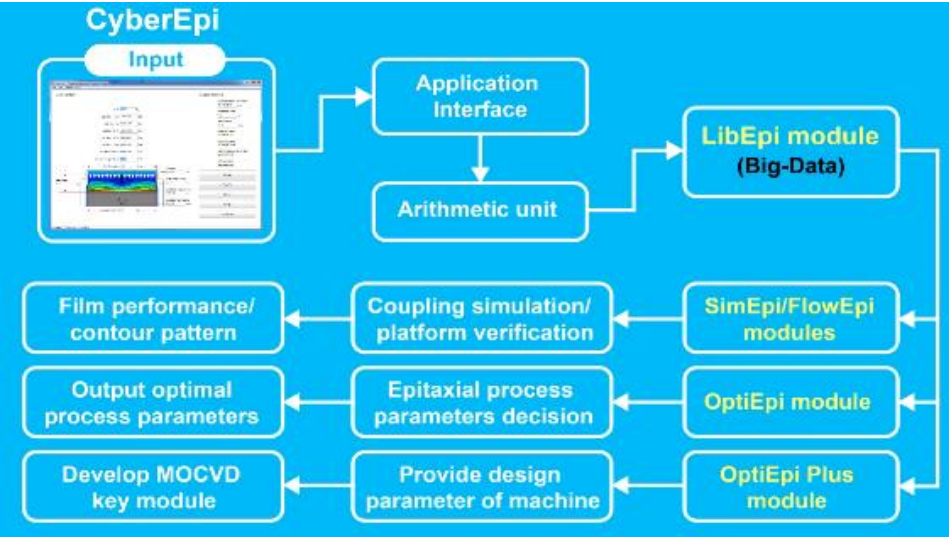 CyberEpi
Input
Application
Interface
Arithmetic unit
LibEpi module
(Big-Data)
Film performance/
contour pattern
Coupling simulation/
platform verification
SimEpi/FlowEpi
modules
Output optimal
process parameters
Epitaxial process
parameters decision
OptiEpi module
Develop MOCVD
key module
Provide design
parameter of machine
OptiEpi Plus
module